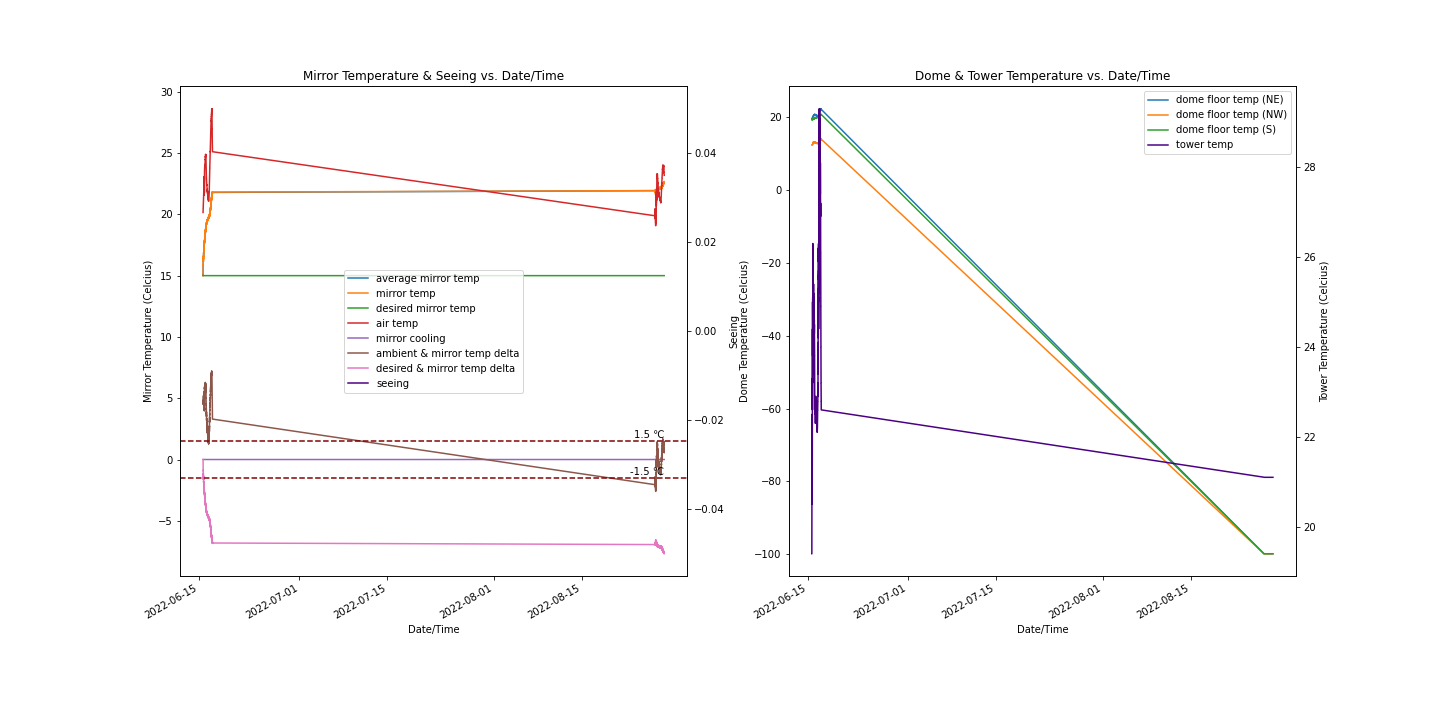 Mirror Temperature & Seeing vs. Date/Time
30
25
20
15
10
5
0
−5
Mirror Temperature (Celcius)
average mirror temp
mirror temp
desired mirror temp
air temp
mirror cooling
ambient & mirror temp delta
desired & mirror temp delta
seeing
1.5 °C
-1.5 °C
0.04
0.02
0.00
−0.02
−0.04
Seeing
2022-06-15
2022-07-01
2022-07-15
2022-08-01
2022-08-15
Date/Time
Dome & Tower Temperature vs. Date/Time
20
0
−20
−40
−60
−80
−100
Dome Temperature (Celcius)
dome floor temp (NE)
dome floor temp (NW)
dome floor temp (S)
tower temp
28
26
24
22
20
Tower Temperature (Celcius)
2022-06-15
2022-07-01
2022-07-15
2022-08-01
2022-08-15
Date/Time